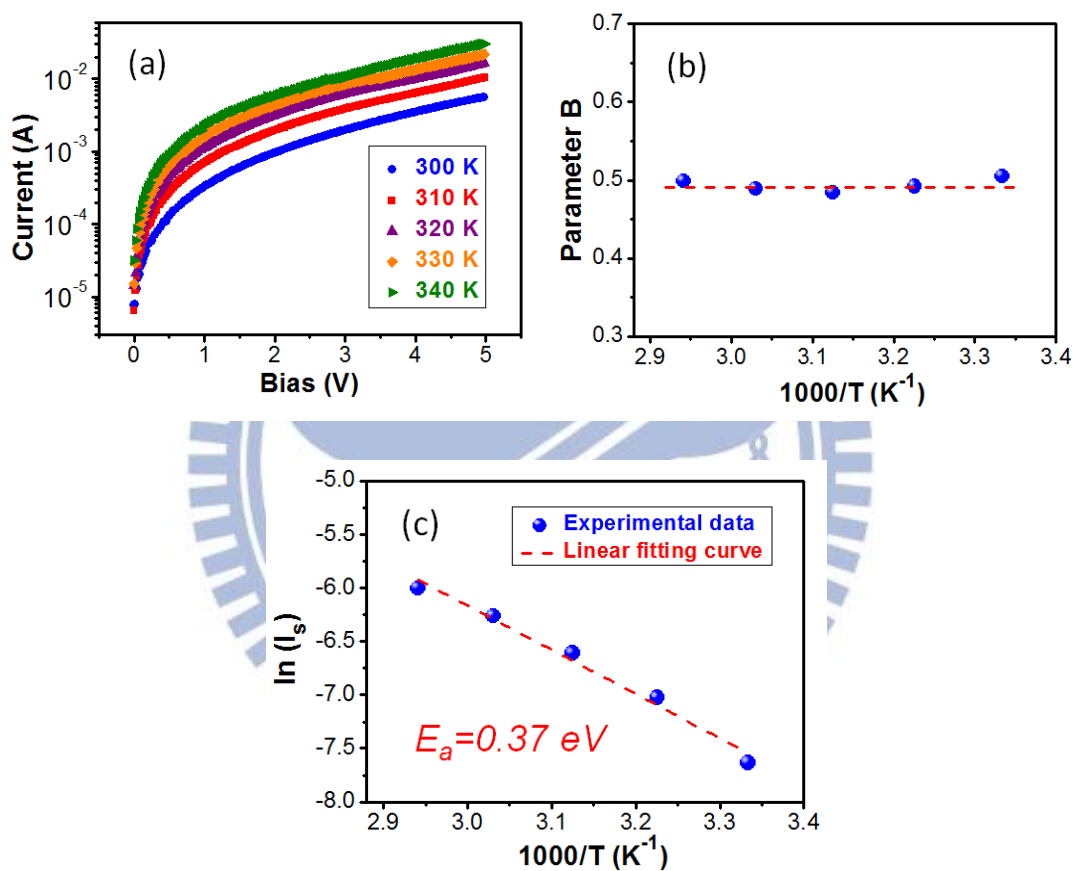 (a)
Current (A)
10⁻²
10⁻³
10⁻⁴
10⁻⁵
300 K
310 K
320 K
330 K
340 K
0 1 2 3 4 5
Bias (V)
(b)
Parameter B
0.7
0.6
0.5
0.4
0.3
2.9 3.0 3.1 3.2 3.3 3.4
1000/T (K⁻¹)
(c)
ln (Iₛ)
-5.0
-5.5
-6.0
-6.5
-7.0
-7.5
-8.0
Experimental data
Linear fitting curve
Eₐ=0.37 eV
2.9 3.0 3.1 3.2 3.3 3.4
1000/T (K⁻¹)
8